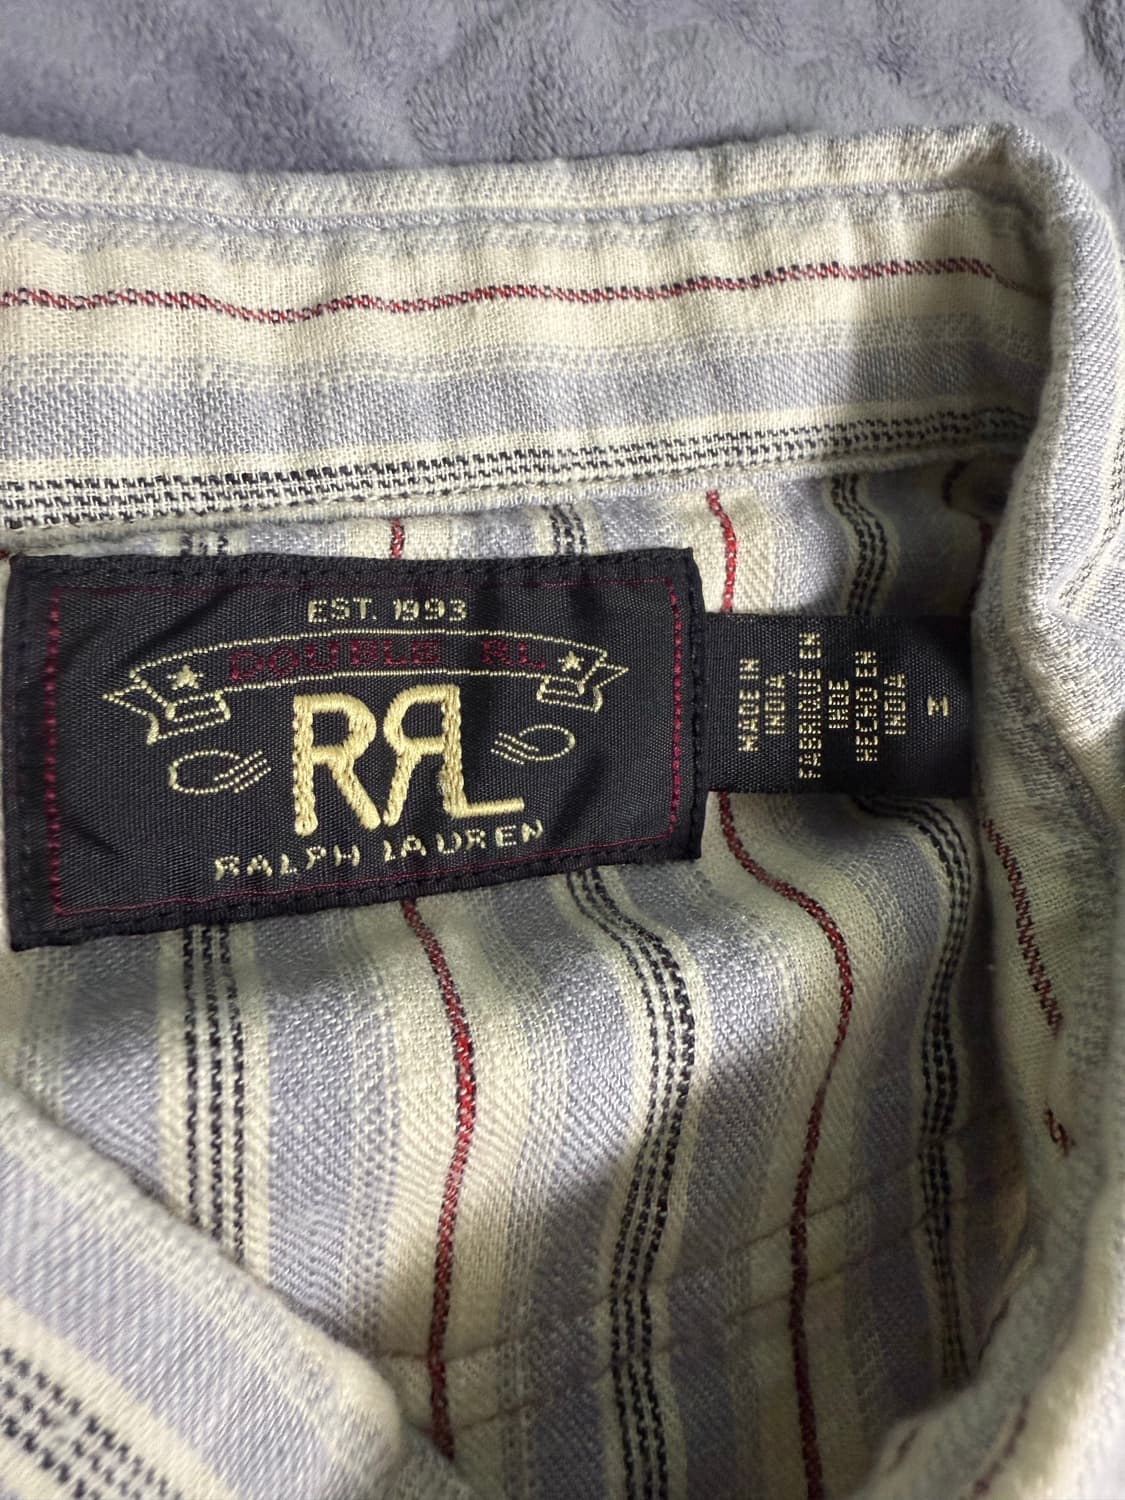 EST. 1993
DOUBLE RL
RRL
RALPH LAUREN
MADE IN
INDIA
FABRIQUE EN
INDE
HECHO EN
INDIA
M